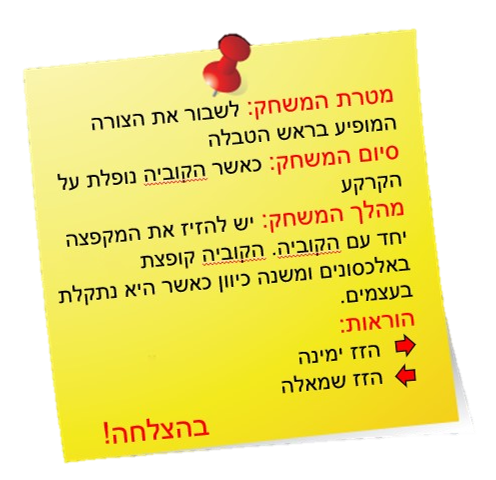 מטרת המשחק: לשבור את הצורה
המופיע בראש הטבלה
סיום המשחק: כאשר הקוביה נופלת על
הקרקע
מהלך המשחק: יש להזיז את המקפצה
יחד עם הקוביה. הקוביה קופצת
באלכסונים ומשנה כיוון כאשר היא נתקלת
בעצמים.
הוראות:
הזז ימינה
הזז שמאלה
בהצלחה!